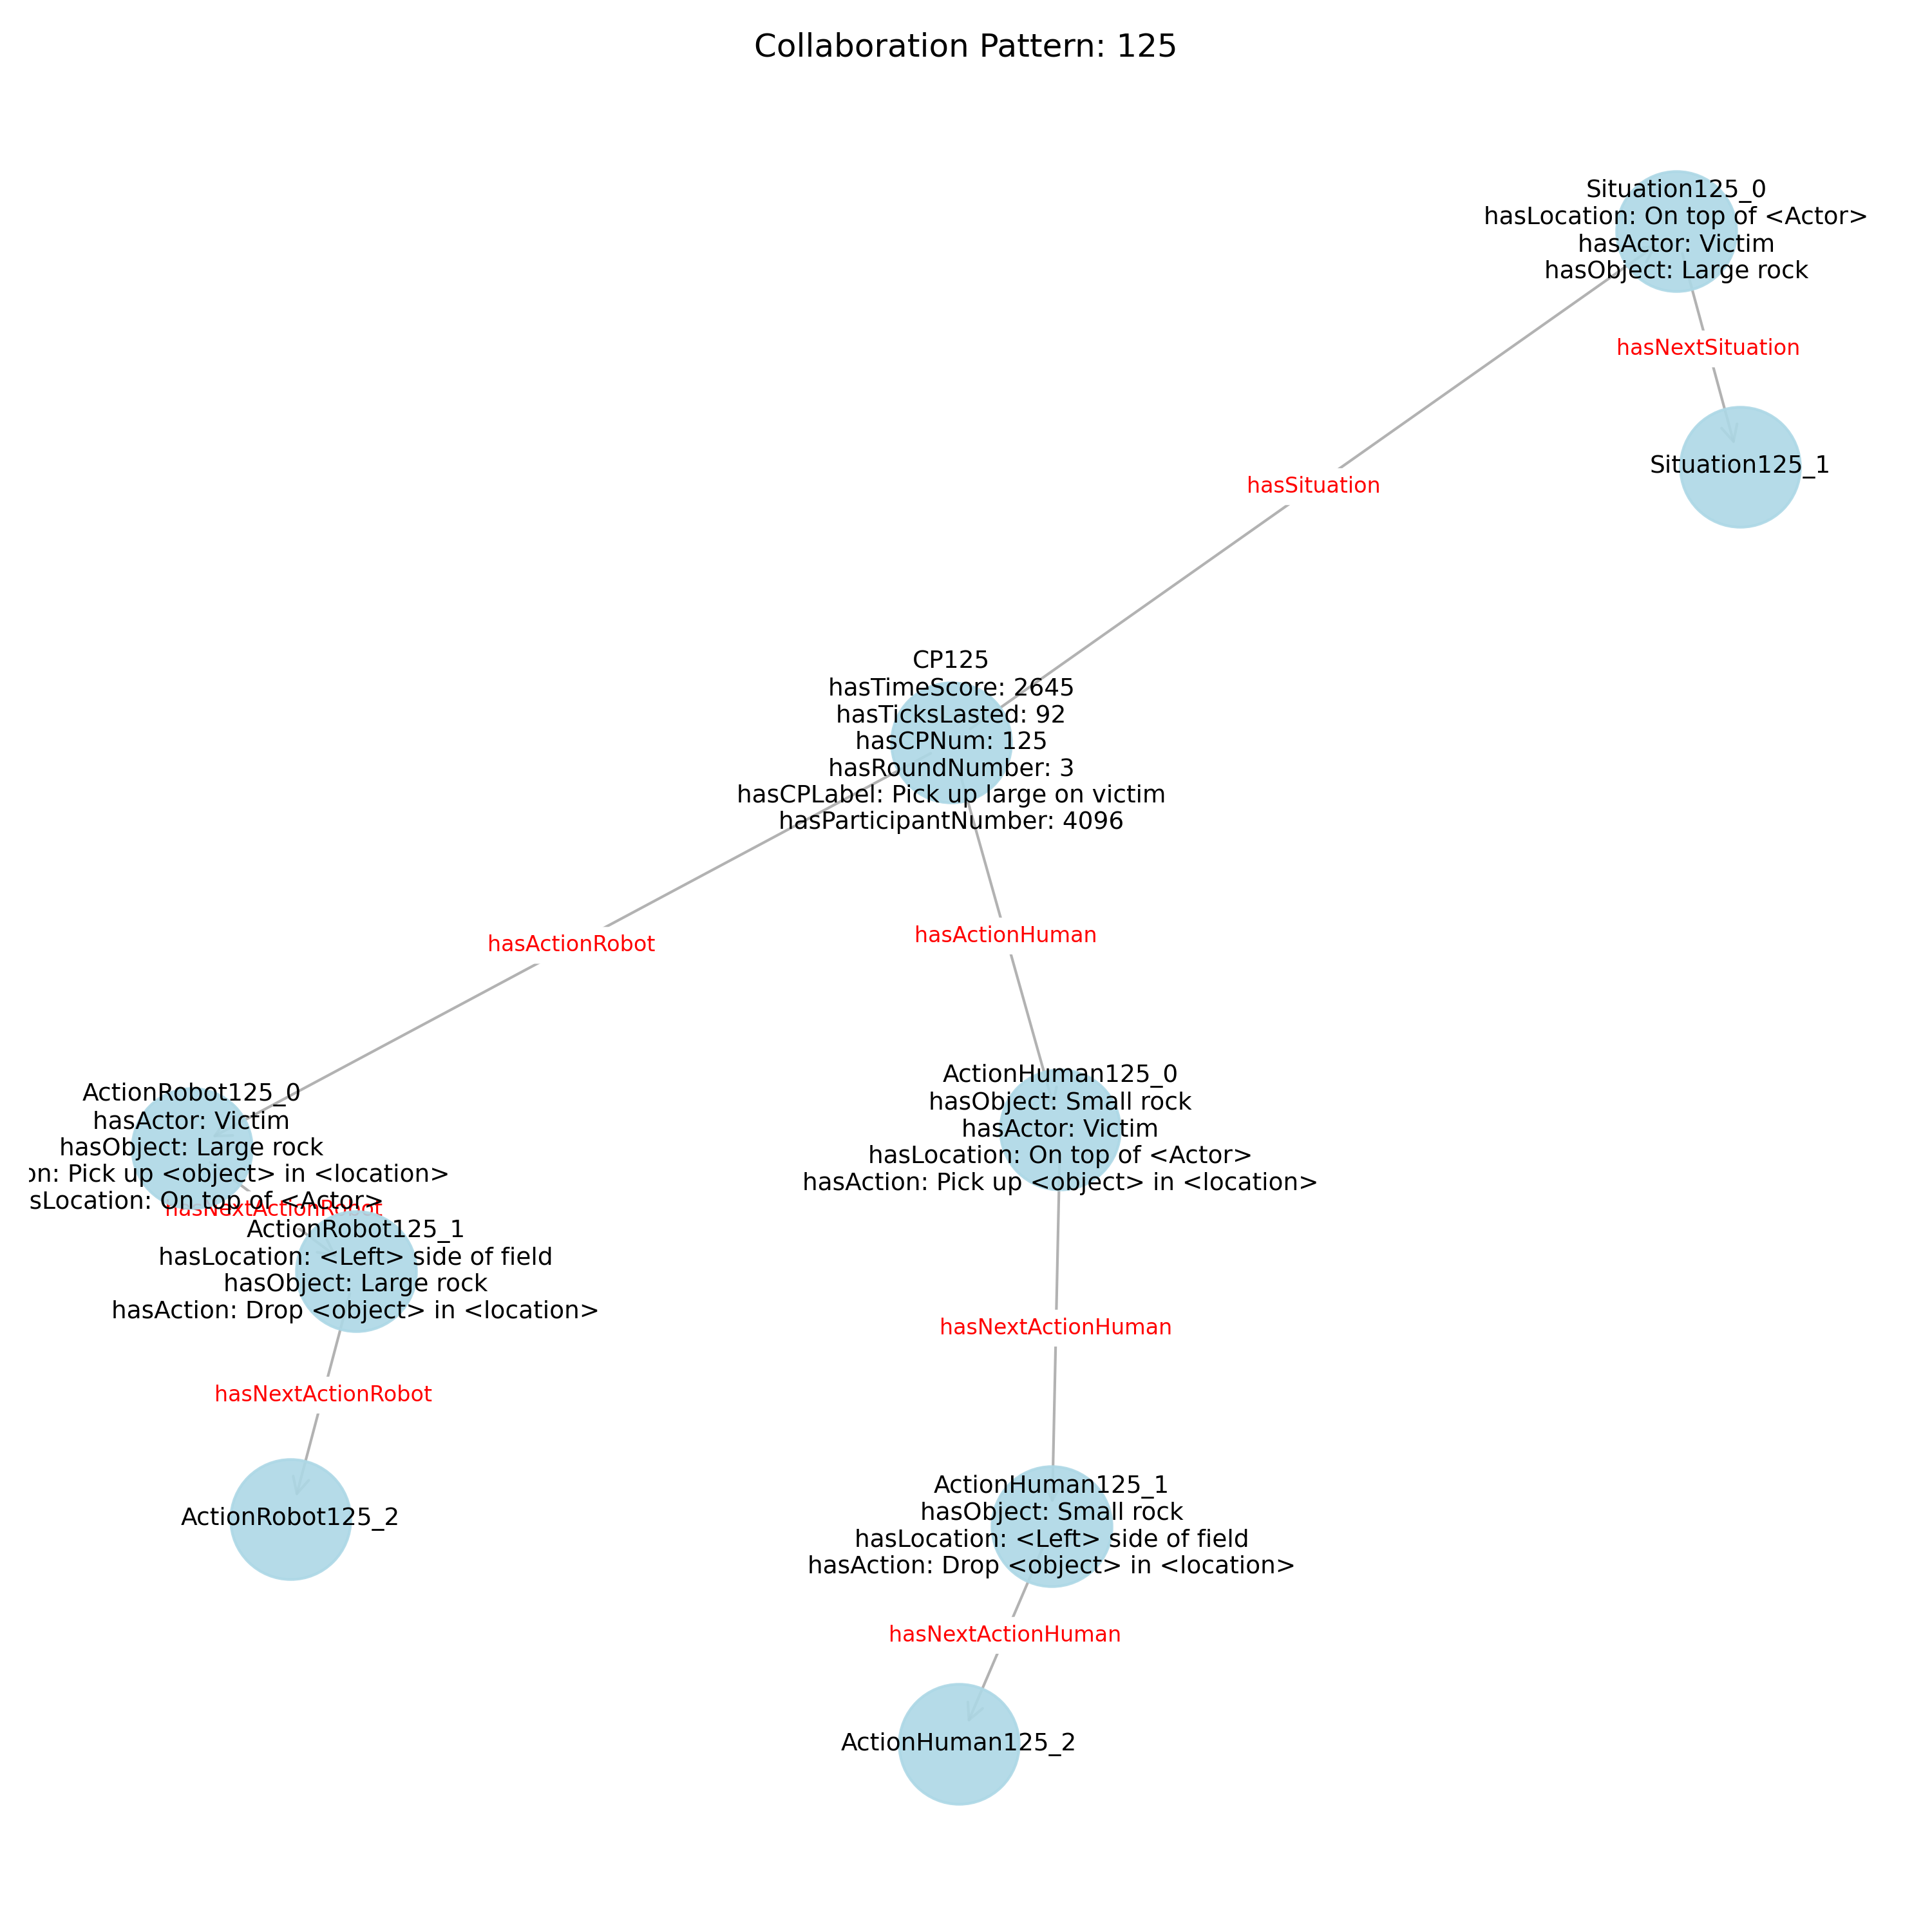 Collaboration Pattern: 125
Situation125_0
hasLocation: On top of <Actor>
hasActor: Victim
hasObject: Large rock
hasNextSituation
Situation125_1
hasSituation
CP125
hasTimeScore: 2645
hasTicksLasted: 92
hasCPNum: 125
hasRoundNumber: 3
hasCPLabel: Pick up large on victim
hasParticipantNumber: 4096
hasActionRobot
hasActionHuman
ActionRobot125_0
hasActor: Victim
hasObject: Large rock
on: Pick up <object> in <location>
sLocation: On top of <Actor>
hasNextActionRobot
ActionRobot125_1
hasLocation: <Left> side of field
hasObject: Large rock
hasAction: Drop <object> in <location>
hasNextActionRobot
ActionRobot125_2
ActionHuman125_0
hasObject: Small rock
hasActor: Victim
hasLocation: On top of <Actor>
hasAction: Pick up <object> in <location>
hasNextActionHuman
ActionHuman125_1
hasObject: Small rock
hasLocation: <Left> side of field
hasAction: Drop <object> in <location>
hasNextActionHuman
ActionHuman125_2